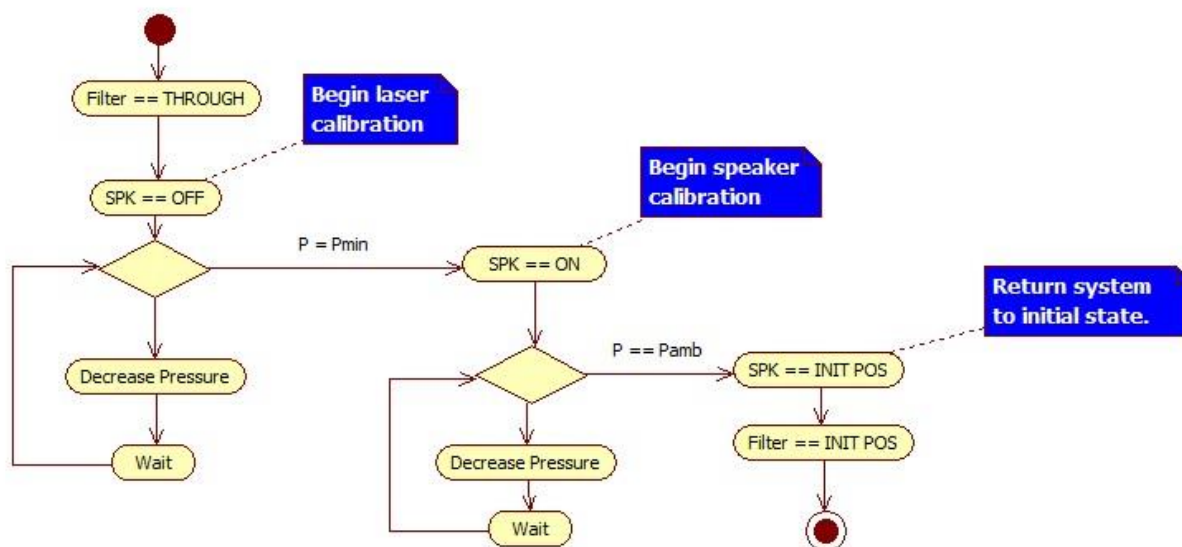 Filter == THROUGH
Begin laser
calibration
SPK == OFF
Begin speaker
calibration
P = Pmin
SPK == ON
Return system
to initial state.
Decrease Pressure
P == Pamb
SPK == INIT POS
Wait
Filter == INIT POS
Decrease Pressure
Wait